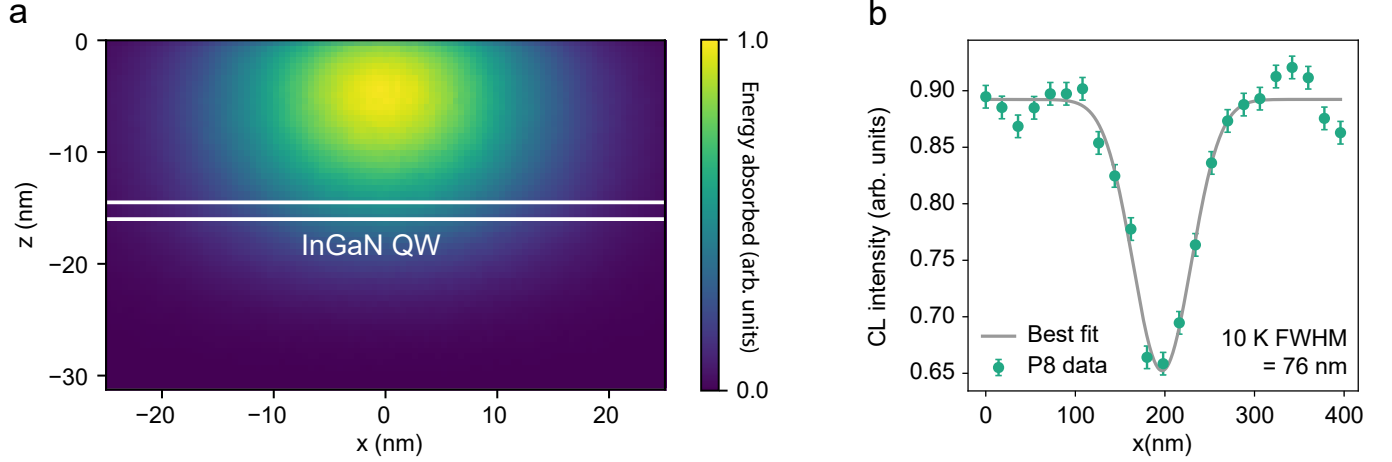 a
0
−10
−20
−30
z (nm)
InGaN QW
−20
−10
0
10
20
x (nm)
1.0
0.0
Energy absorbed (arb. units)
b
0.90
0.85
0.80
0.75
0.70
0.65
CL intensity (arb. units)
Best fit
P8 data
10 K FWHM
= 76 nm
0
100
200
300
400
x(nm)